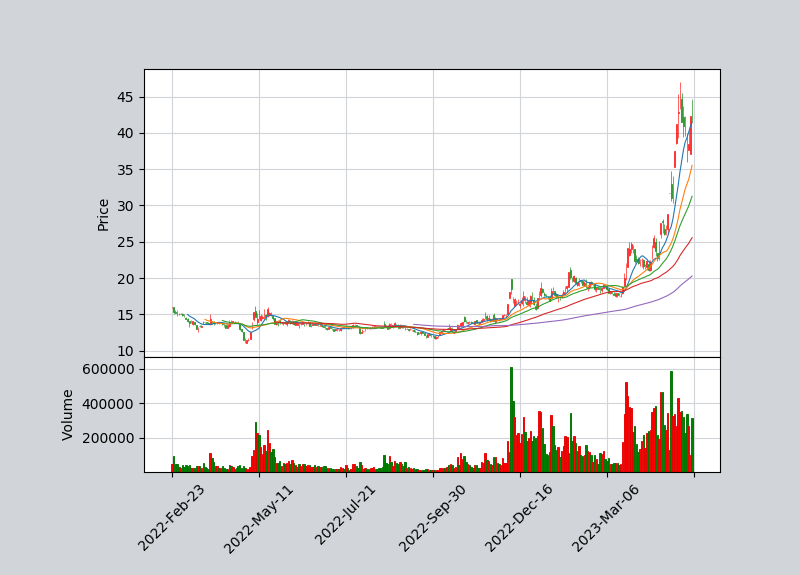 45
40
35
30
25
20
15
10
Price
600000
400000
200000
Volume
2022-Feb-23
2022-May-11
2022-Jul-21
2022-Sep-30
2022-Dec-16
2023-Mar-06